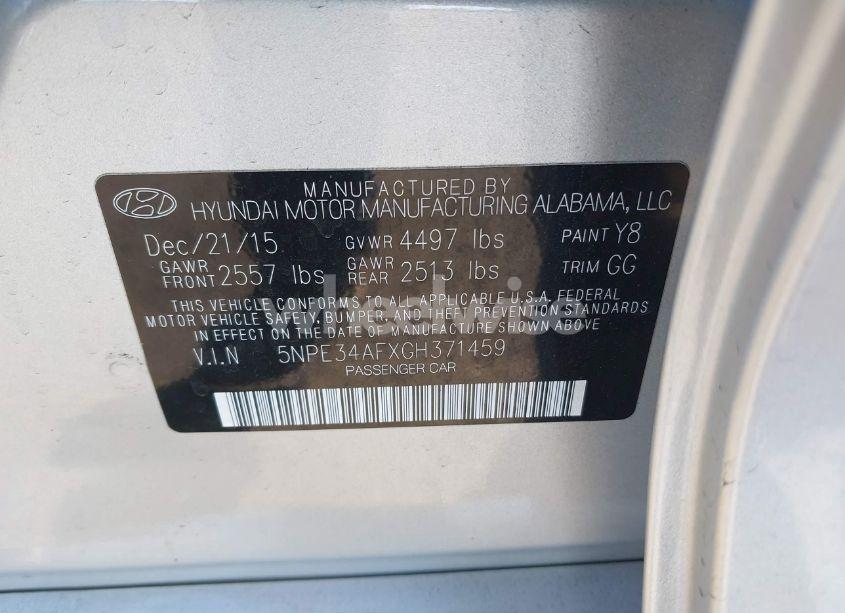 MANUFACTURED BY
HYUNDAI MOTOR MANUFACTURING ALABAMA, LLC
Dec/21/15 GVWR 4497 lbs PAINT Y8
GAWR FRONT 2557 lbs GAWR REAR 2513 lbs TRIM GG
THIS VEHICLE CONFORMS TO ALL APPLICABLE U.S.A. FEDERAL
MOTOR VEHICLE SAFETY, BUMPER, AND THEFT PREVENTION STANDARDS
IN EFFECT ON THE DATE OF MANUFACTURE SHOWN ABOVE
V.I.N 5NPE34AFXGH371459
PASSENGER CAR